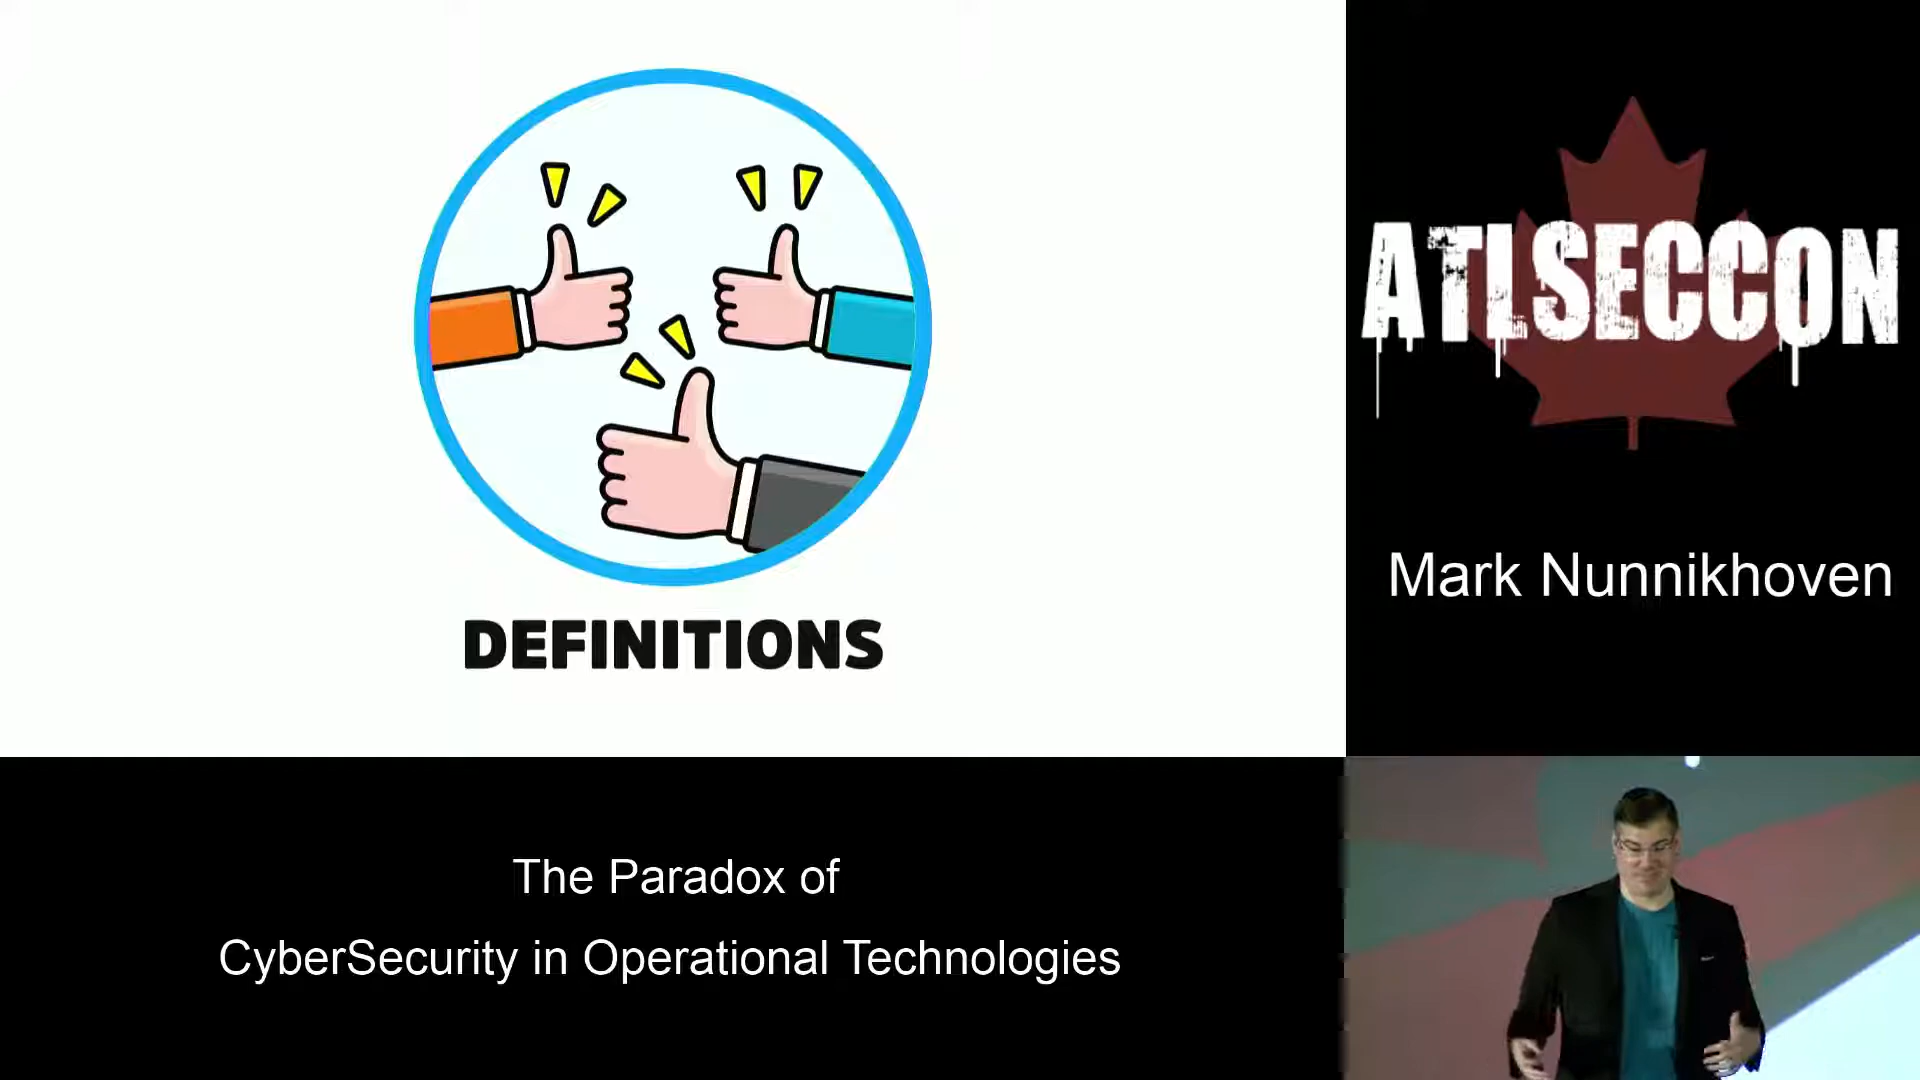 DEFINITIONS
ATLSECCON
Mark Nunnikhoven
The Paradox of
CyberSecurity in Operational Technologies